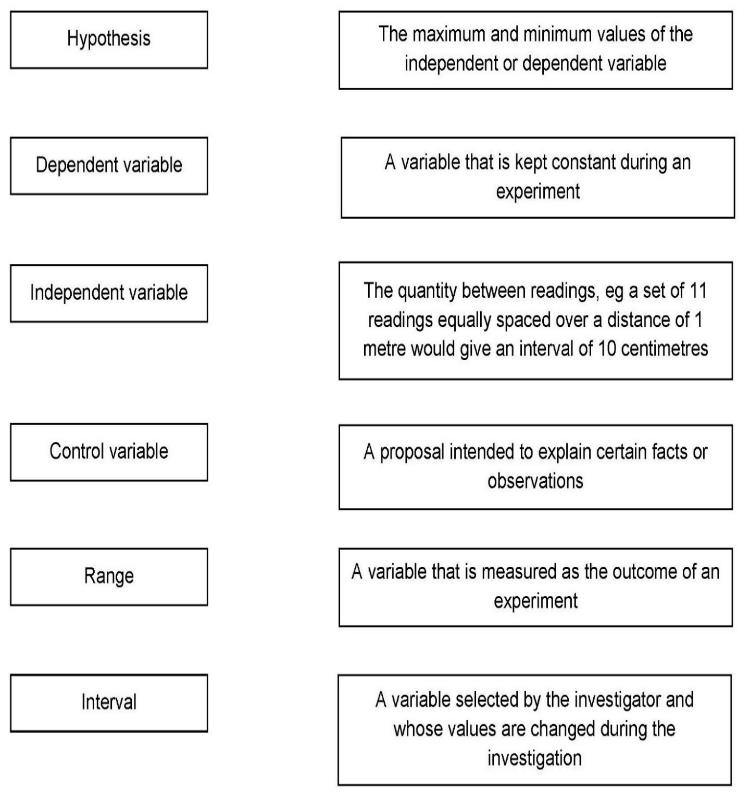 Hypothesis
The maximum and minimum values of the
independent or dependent variable
Dependent variable
A variable that is kept constant during an
experiment
Independent variable
The quantity between readings, eg a set of 11
readings equally spaced over a distance of 1
metre would give an interval of 10 centimetres
Control variable
A proposal intended to explain certain facts or
observations
Range
A variable that is measured as the outcome of an
experiment
Interval
A variable selected by the investigator and
whose values are changed during the
investigation